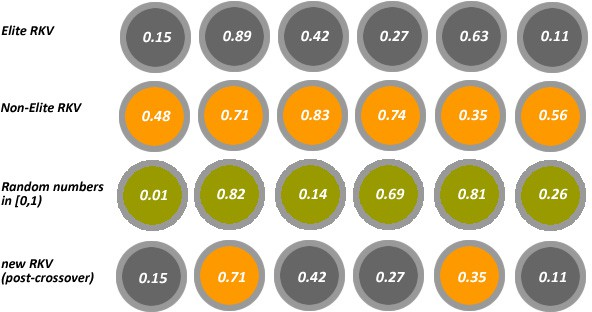 Elite RKV 0.15 0.89 0.42 0.27 0.63 0.11
Non-Elite RKV 0.48 0.71 0.83 0.74 0.35 0.56
Random numbers
in [0,1) 0.01 0.82 0.14 0.69 0.81 0.26
new RKV
(post-crossover) 0.15 0.71 0.42 0.27 0.35 0.11